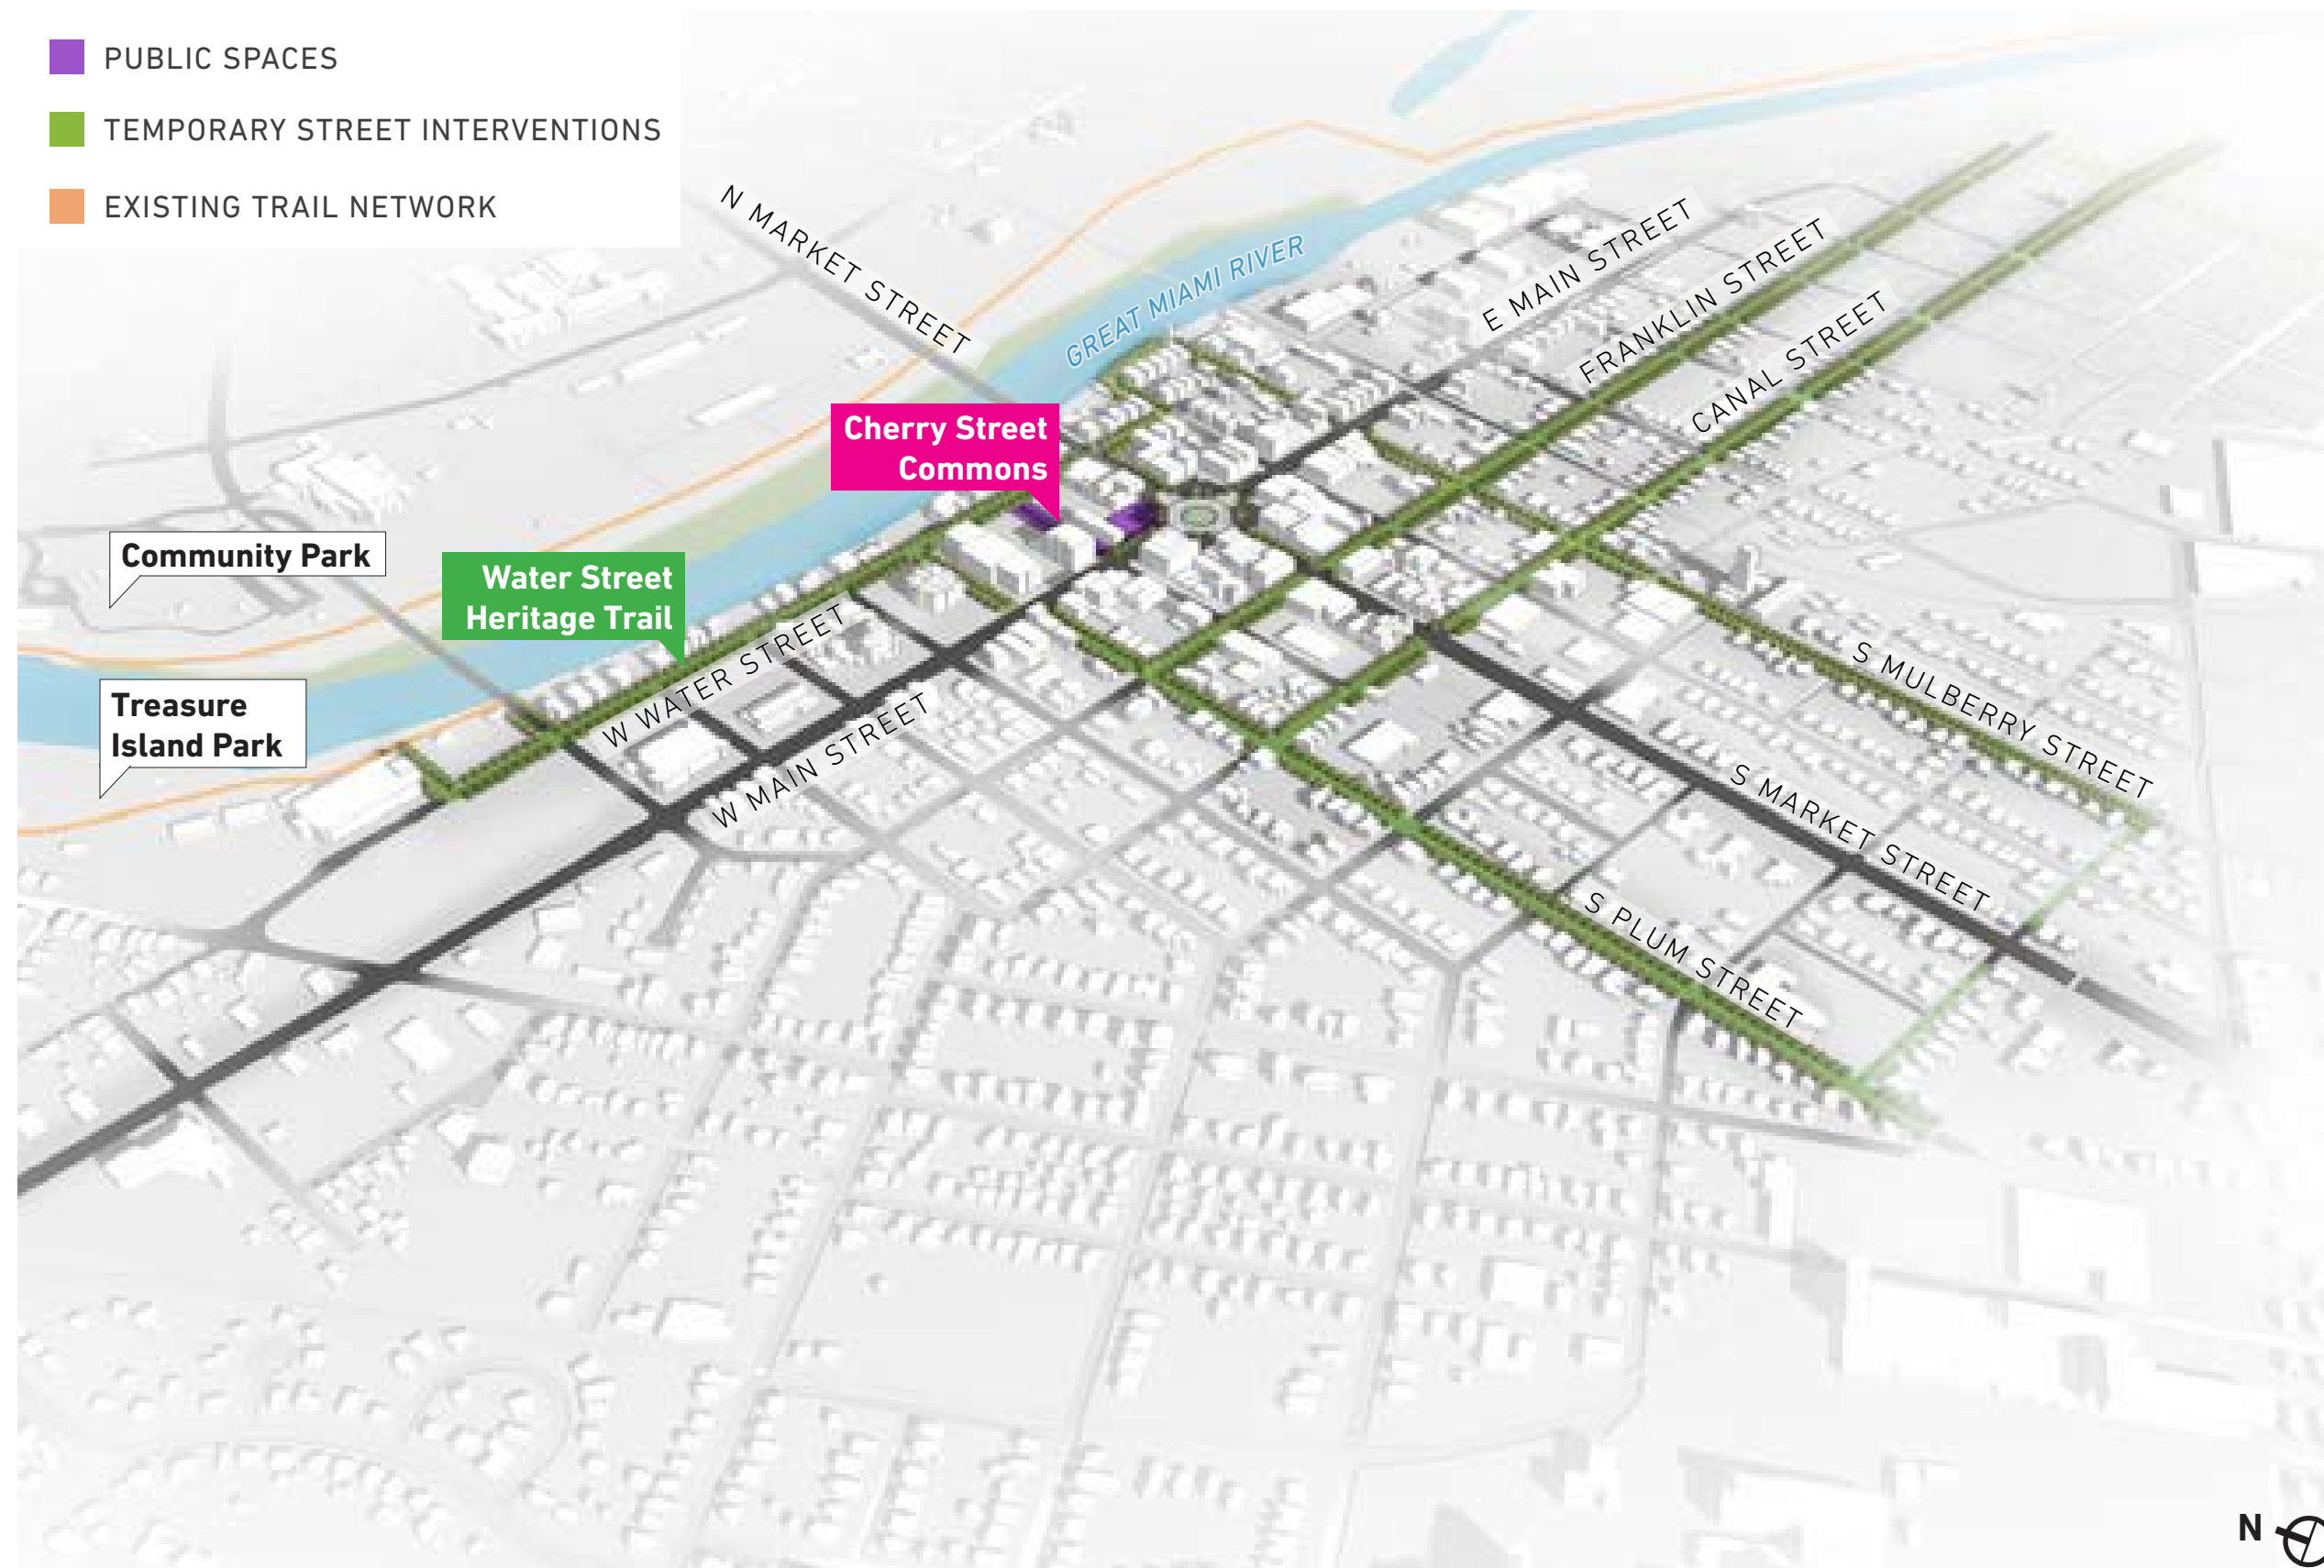 PUBLIC SPACES
TEMPORARY STREET INTERVENTIONS
EXISTING TRAIL NETWORK
N MARKET STREET
GREAT MIAMI RIVER
E MAIN STREET
FRANKLIN STREET
CANAL STREET
Cherry Street
Commons
Community Park
Water Street
Heritage Trail
W WATER STREET
Treasure
Island Park
W MAIN STREET
S MULBERRY STREET
S MARKET STREET
S PLUM STREET
N